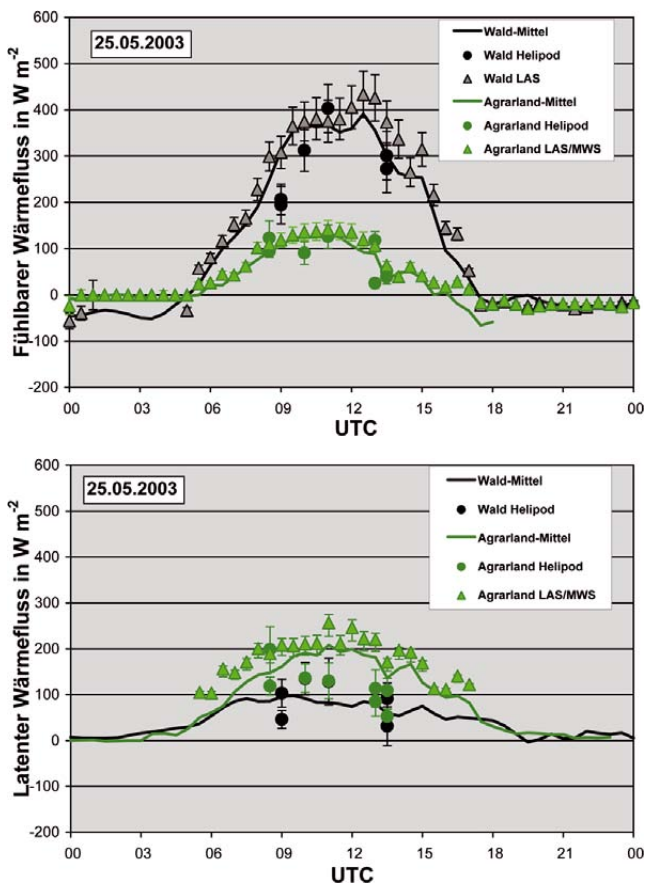 25.05.2003
Wald-Mittel
Wald Helipod
Wald LAS
Agrarland-Mittel
Agrarland Helipod
Agrarland LAS/MWS
Fühlbarer Wärmefluss in W m-2
600
500
400
300
200
100
0
-100
-200
00 03 06 09 12 15 18 21 00
UTC
25.05.2003
Wald-Mittel
Wald Helipod
Agrarland-Mittel
Agrarland Helipod
Agrarland LAS/MWS
Latenter Wärmefluss in W m-2
600
500
400
300
200
100
0
-100
-200
00 03 06 09 12 15 18 21 00
UTC